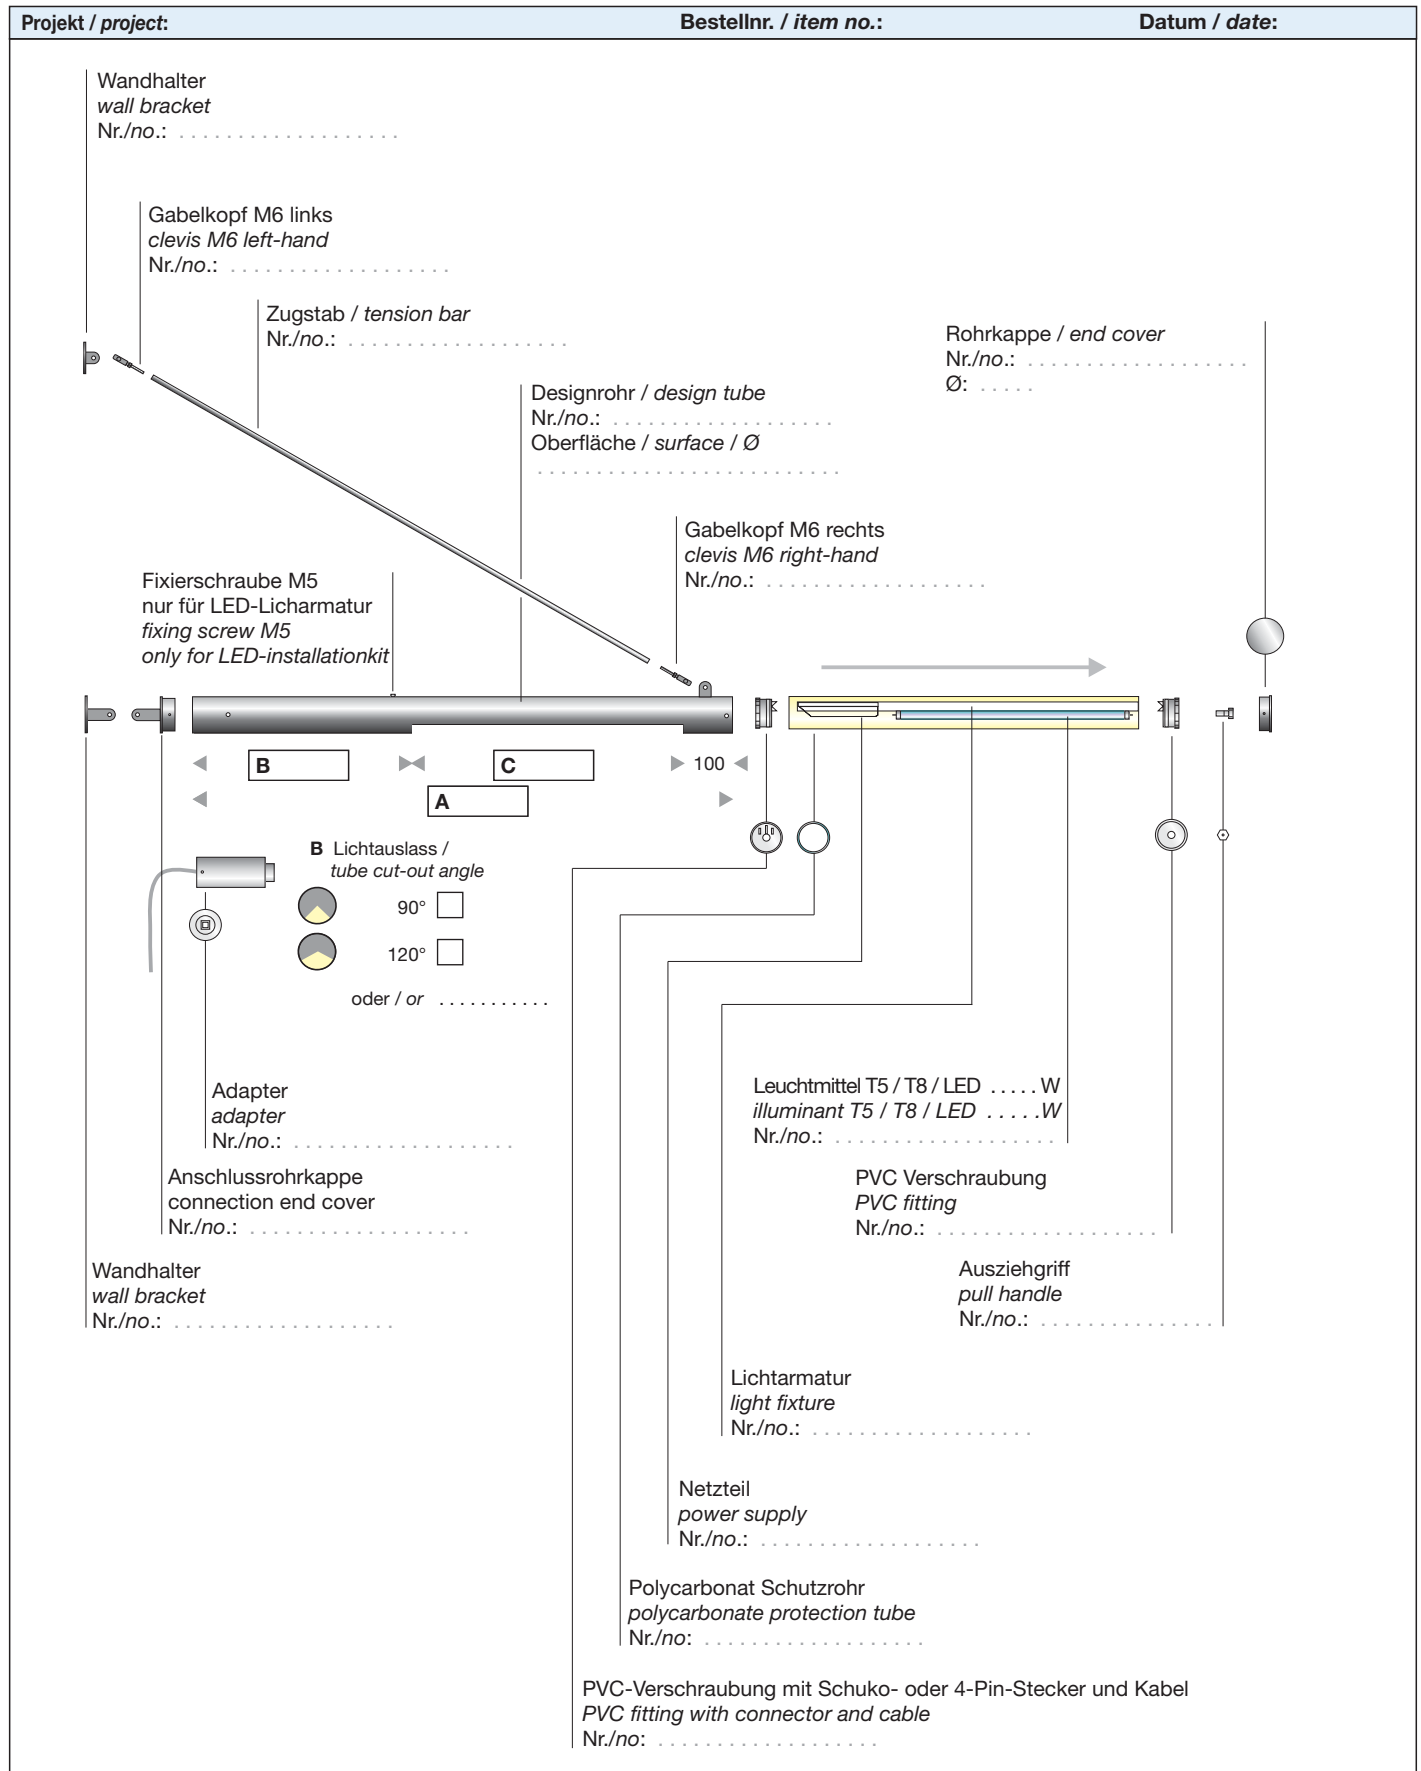 Projekt / project: Bestellnr. / item no.: Datum / date:
Wandhalter
wall bracket
Nr./no.: . . . . . . . . . . . . . . . . . . .
Gabelkopf M6 links
clevis M6 left-hand
Nr./no.: . . . . . . . . . . . . . . . . . . .
Zugstab / tension bar
Nr./no.: . . . . . . . . . . . . . . . . . . .
Rohrkappe / end cover
Nr./no.: . . . . . . . . . . . . . . . . . . .
Ø: . . . . .
Designrohr / design tube
Nr./no.: . . . . . . . . . . . . . . . . . . .
Oberfläche / surface / Ø
. . . . . . . . . . . . . . . . . . . . . . . . . .
Gabelkopf M6 rechts
clevis M6 right-hand
Nr./no.: . . . . . . . . . . . . . . . . . . .
Fixierschraube M5
nur für LED-Licharmatur
fixing screw M5
only for LED-installationkit
B C 100
A
B Lichtauslass /
tube cut-out angle
90°
120°
oder / or . . . . . . . . . . .
Adapter
adapter
Nr./no.: . . . . . . . . . . . . . . . . . . .
Leuchtmittel T5 / T8 / LED . . . . . W
illuminant T5 / T8 / LED . . . . . W
Nr./no.: . . . . . . . . . . . . . . . . . . .
Anschlussrohrkappe
connection end cover
Nr./no.: . . . . . . . . . . . . . . . . . . .
PVC Verschraubung
PVC fitting
Nr./no.: . . . . . . . . . . . . . . . . . . .
Wandhalter
wall bracket
Nr./no.: . . . . . . . . . . . . . . . . . . .
Ausziehgriff
pull handle
Nr./no.: . . . . . . . . . . . . . . .
Lichtarmatur
light fixture
Nr./no.: . . . . . . . . . . . . . . . . . . .
Netzteil
power supply
Nr./no.: . . . . . . . . . . . . . . . . . . .
Polycarbonat Schutzrohr
polycarbonate protection tube
Nr./no: . . . . . . . . . . . . . . . . . . .
PVC-Verschraubung mit Schuko- oder 4-Pin-Stecker und Kabel
PVC fitting with connector and cable
Nr./no: . . . . . . . . . . . . . . . . . . .